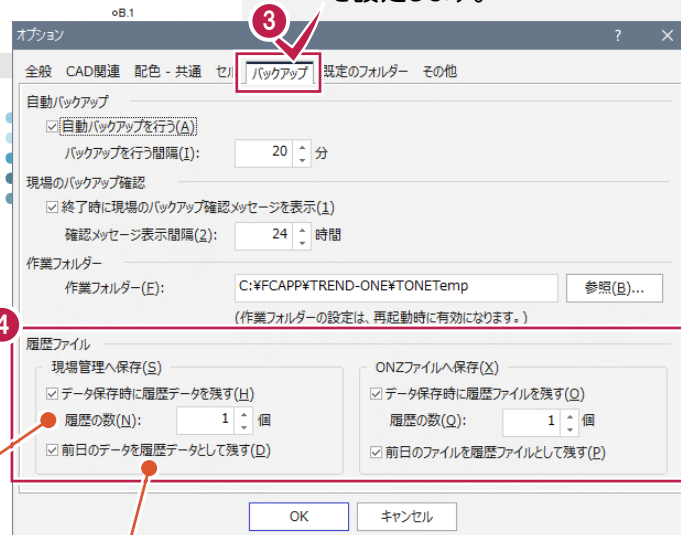 oB.1
を設定します。
3
オプション ? ×
全般 CAD関連 配色 - 共通 セル バックアップ 既定のフォルダー その他
自動バックアップ
自動バックアップを行う(A)
バックアップを行う間隔(I): 20 分
現場のバックアップ確認
終了時に現場のバックアップ確認メッセージを表示(1)
確認メッセージ表示間隔(2): 24 時間
作業フォルダー
作業フォルダー(F): C:¥FCAPP¥TREND-ONE¥TONETemp 参照(B)...
(作業フォルダーの設定は、再起動時に有効になります。)
4
履歴ファイル
現場管理へ保存(S)
データ保存時に履歴データを残す(H)
履歴の数(N): 1 個
前日のデータを履歴データとして残す(D)
ONZファイルへ保存(X)
データ保存時に履歴ファイルを残す(O)
履歴の数(Q): 1 個
前日のファイルを履歴ファイルとして残す(P)
OK キャンセル